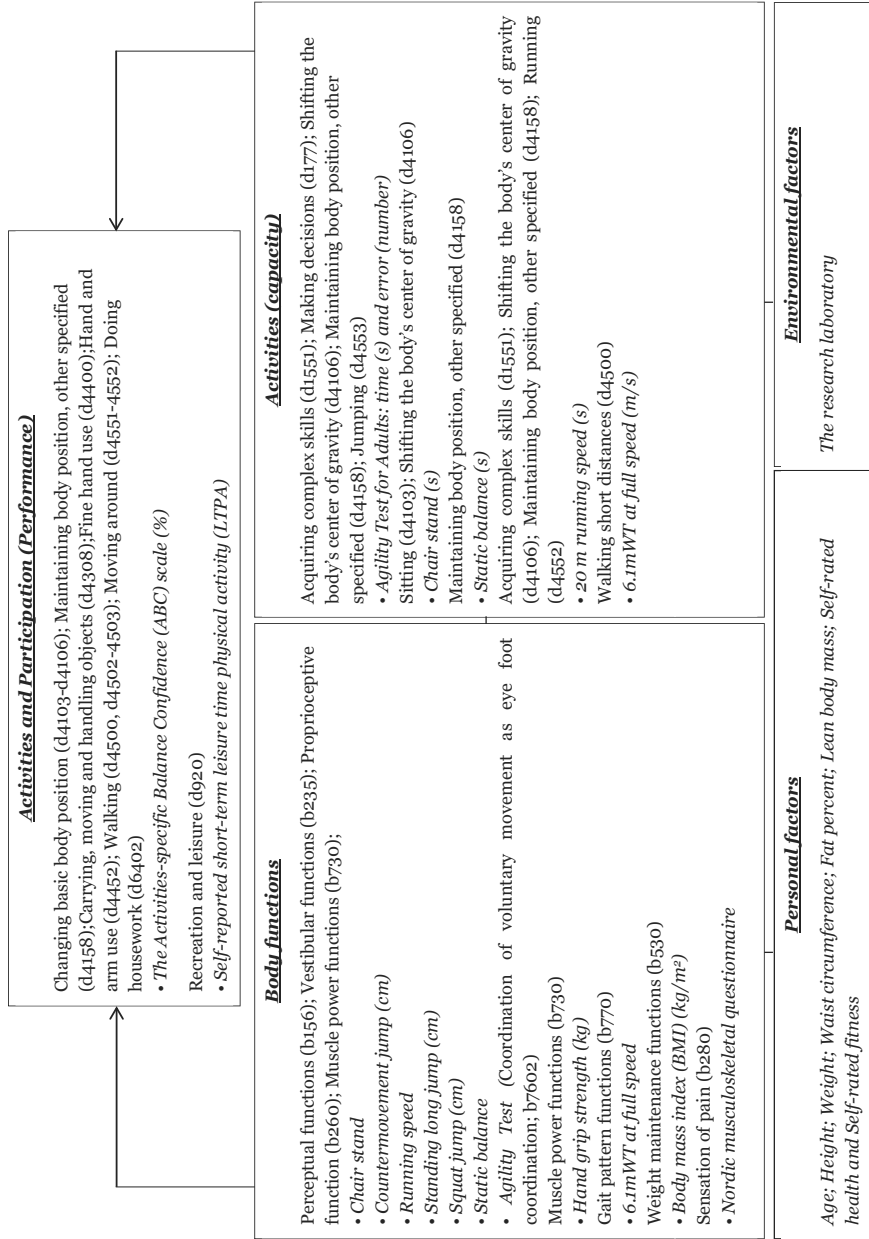 Activities and Participation (Performance)
Changing basic body position (d4103-d4106); Maintaining body position, other specified
(d4158);Carrying, moving and handling objects (d4308);Fine hand use (d4400);Hand and
arm use (d4452); Walking (d4500, d4502-4503); Moving around (d4551-4552); Doing
housework (d6402)
• The Activities-specific Balance Confidence (ABC) scale (%)
Recreation and leisure (d920)
• Self-reported short-term leisure time physical activity (LTPA)
Body functions
Perceptual functions (b156); Vestibular functions (b235); Proprioceptive
function (b260); Muscle power functions (b730);
• Chair stand
• Countermovement jump (cm)
• Running speed
• Standing long jump (cm)
• Squat jump (cm)
• Static balance
• Agility Test (Coordination of voluntary movement as eye foot
coordination; b7602)
Muscle power functions (b730)
• Hand grip strength (kg)
Gait pattern functions (b770)
• 6.1mWT at full speed
Weight maintenance functions (b530)
• Body mass index (BMI) (kg/m²)
Sensation of pain (b280)
• Nordic musculoskeletal questionnaire
Activities (capacity)
Acquiring complex skills (d1551); Making decisions (d177); Shifting the
body's center of gravity (d4106); Maintaining body position, other
specified (d4158); Jumping (d4553)
• Agility Test for Adults: time (s) and error (number)
Sitting (d4103); Shifting the body's center of gravity (d4106)
• Chair stand (s)
Maintaining body position, other specified (d4158)
• Static balance (s)
Acquiring complex skills (d1551); Shifting the body's center of gravity
(d4106); Maintaining body position, other specified (d4158); Running
(d4552)
• 20 m running speed (s)
Walking short distances (d4500)
• 6.1mWT at full speed (m/s)
Personal factors
Age; Height; Weight; Waist circumference; Fat percent; Lean body mass; Self-rated
health and Self-rated fitness
Environmental factors
The research laboratory